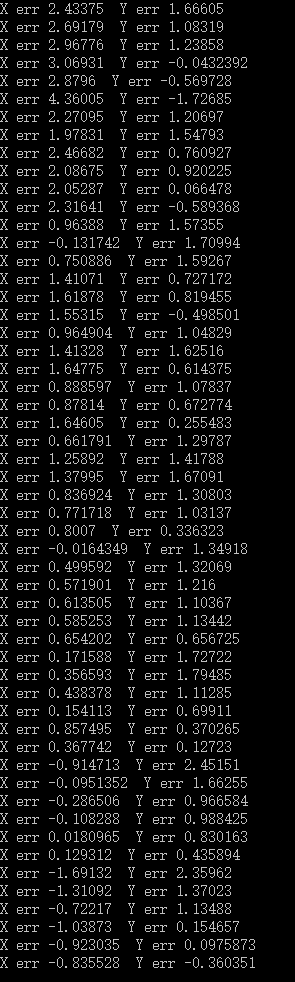 X err 2.43375  Y err 1.66605
X err 2.69179  Y err 1.08319
X err 2.96776  Y err 1.23858
X err 3.06931  Y err -0.0432392
X err 2.8796  Y err -0.569728
X err 4.36005  Y err -1.72685
X err 2.27095  Y err 1.20697
X err 1.97831  Y err 1.54793
X err 2.46682  Y err 0.760927
X err 2.08675  Y err 0.920225
X err 2.05287  Y err 0.066478
X err 2.31641  Y err -0.589368
X err 0.96388  Y err 1.57355
X err -0.131742  Y err 1.70994
X err 0.750886  Y err 1.59267
X err 1.41071  Y err 0.727172
X err 1.61878  Y err 0.819455
X err 1.55315  Y err -0.498501
X err 0.964904  Y err 1.04829
X err 1.41328  Y err 1.62516
X err 1.64775  Y err 0.614375
X err 0.888597  Y err 1.07837
X err 0.87814  Y err 0.672774
X err 1.64605  Y err 0.255483
X err 0.661791  Y err 1.29787
X err 1.25892  Y err 1.41788
X err 1.37995  Y err 1.67091
X err 0.836924  Y err 1.30803
X err 0.771718  Y err 1.03137
X err 0.8007  Y err 0.336323
X err -0.0164349  Y err 1.34918
X err 0.499592  Y err 1.32069
X err 0.571901  Y err 1.216
X err 0.613505  Y err 1.10367
X err 0.585253  Y err 1.13442
X err 0.654202  Y err 0.656725
X err 0.171588  Y err 1.72722
X err 0.356593  Y err 1.79485
X err 0.438378  Y err 1.11285
X err 0.154113  Y err 0.69911
X err 0.857495  Y err 0.370265
X err 0.367742  Y err 0.12723
X err -0.914713  Y err 2.45151
X err -0.0951352  Y err 1.66255
X err -0.286506  Y err 0.966584
X err -0.108288  Y err 0.988425
X err 0.0180965  Y err 0.830163
X err 0.129312  Y err 0.435894
X err -1.69132  Y err 2.35962
X err -1.31092  Y err 1.37023
X err -0.72217  Y err 1.13488
X err -1.03873  Y err 0.154657
X err -0.923035  Y err 0.0975873
X err -0.835528  Y err -0.360351